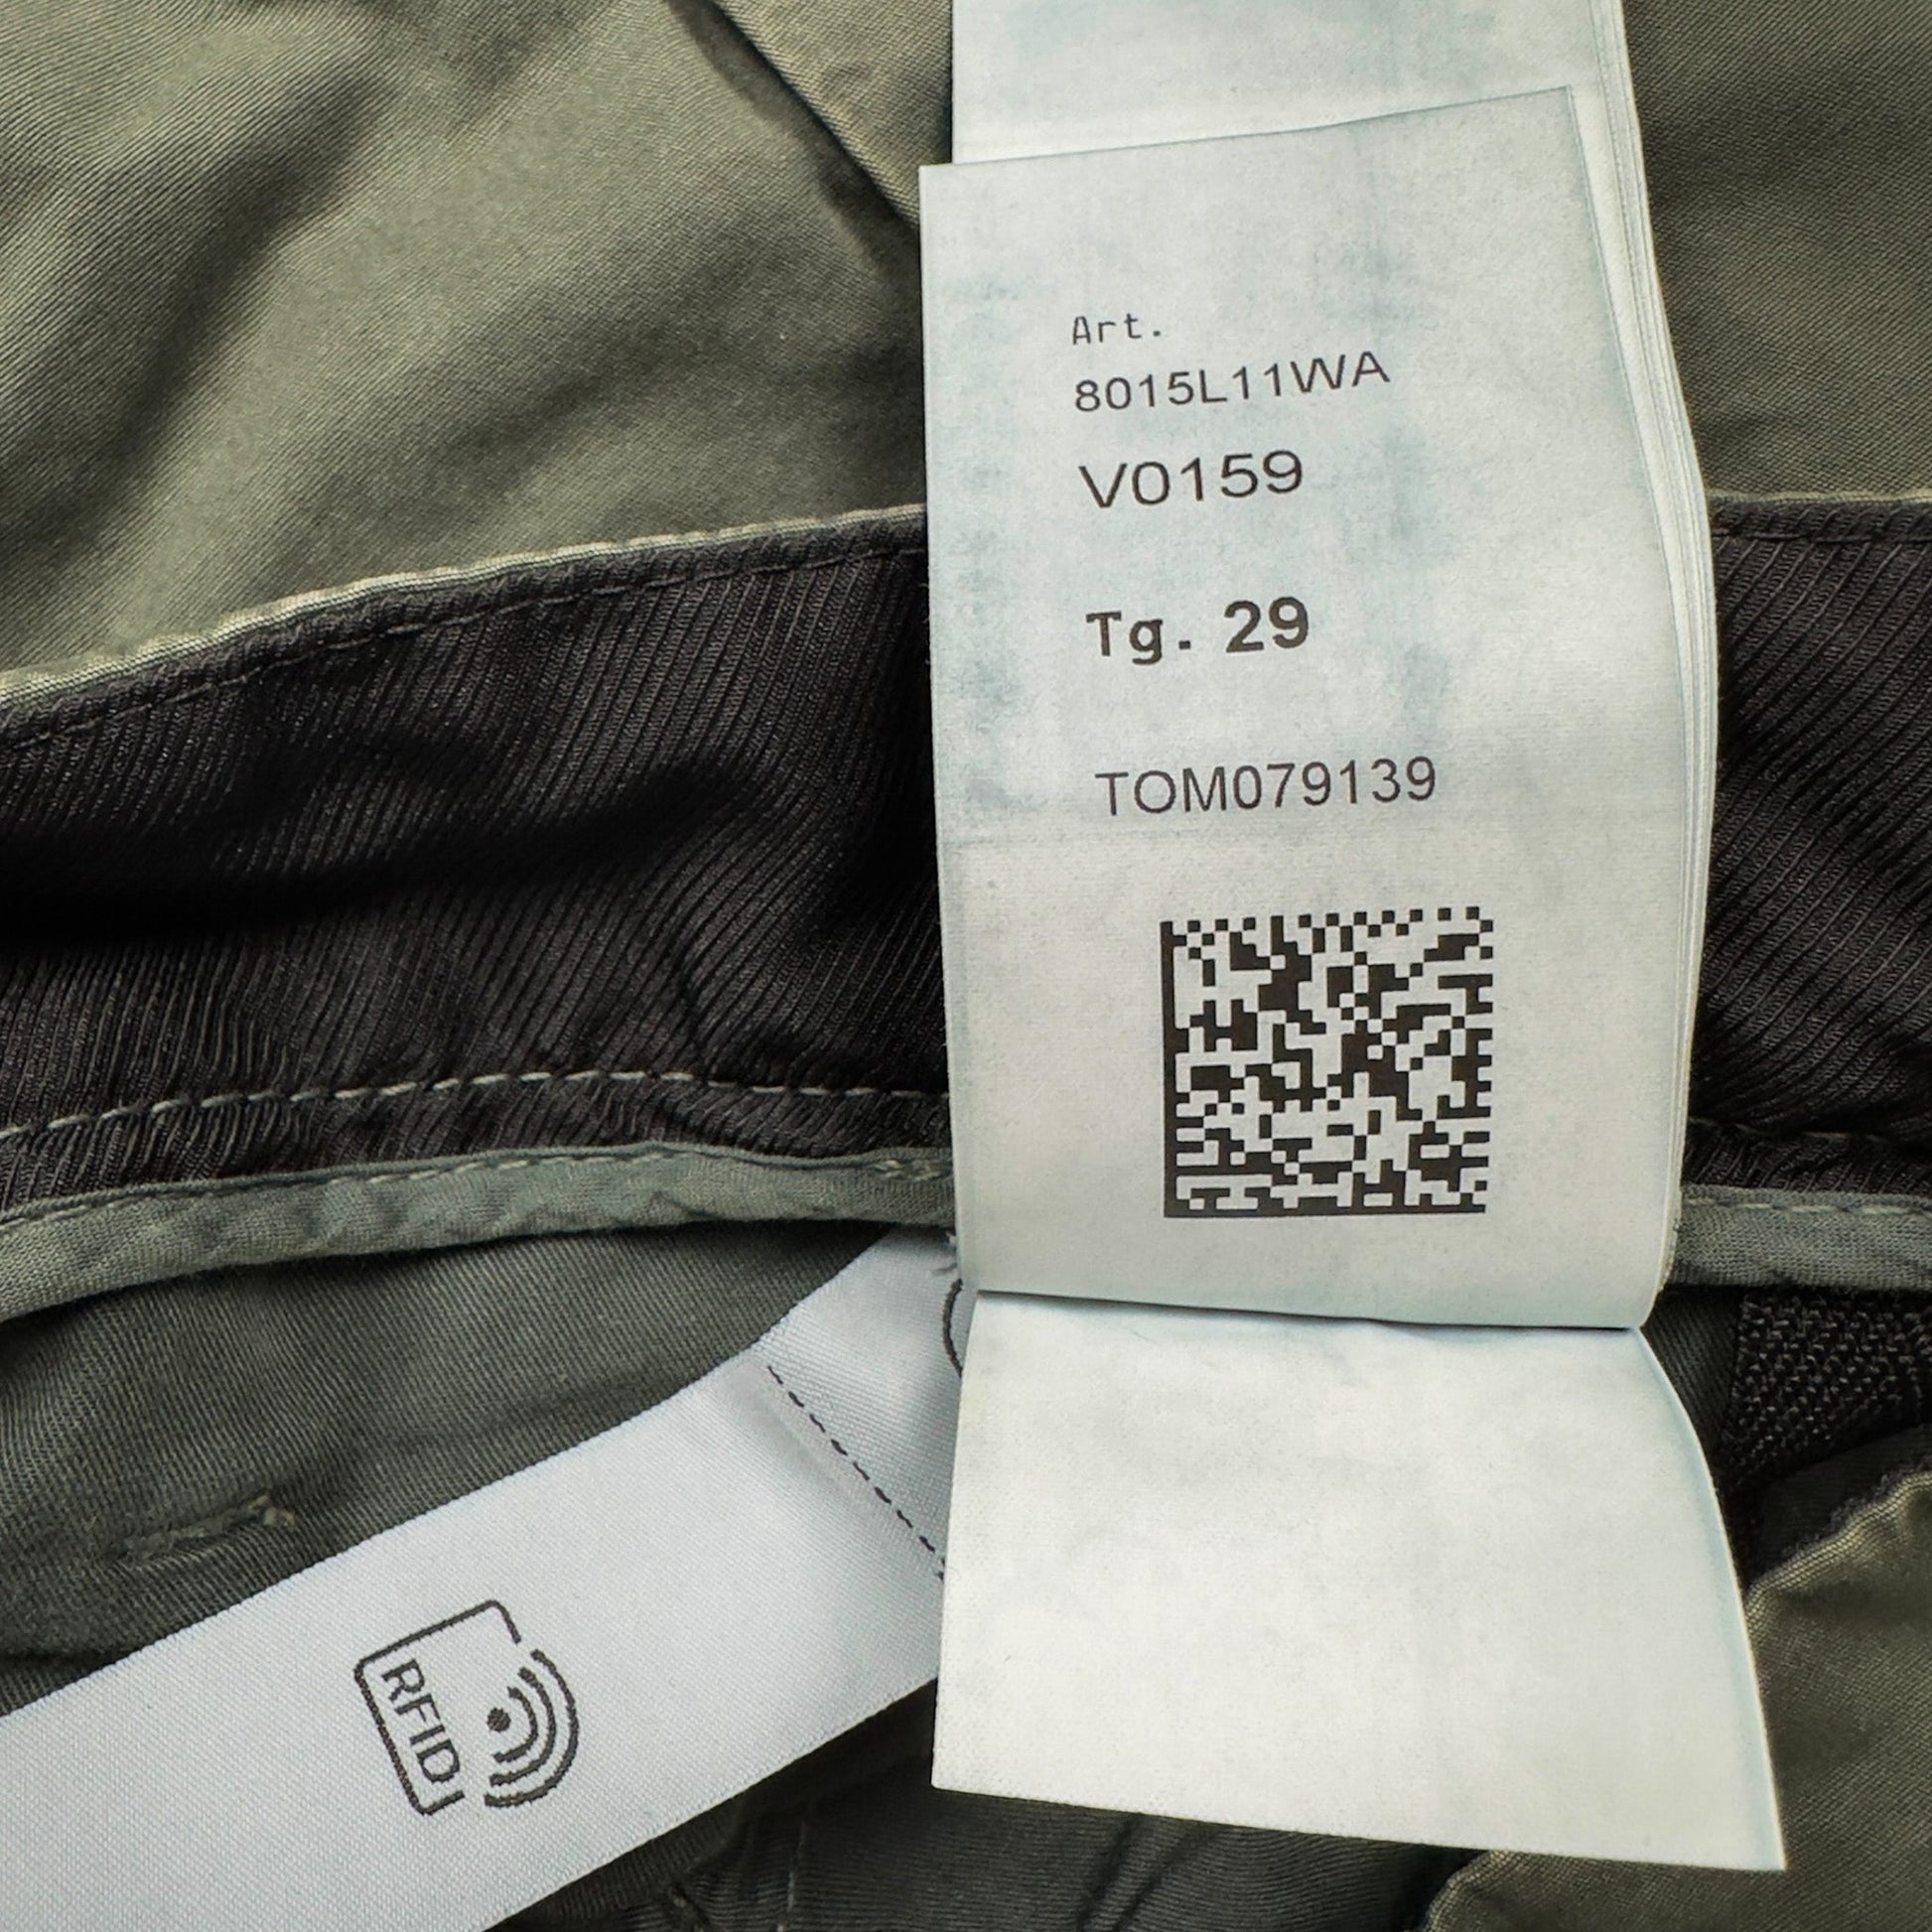 Art.
8015L11WA
V0159
Tg. 29
TOM079139
RFID